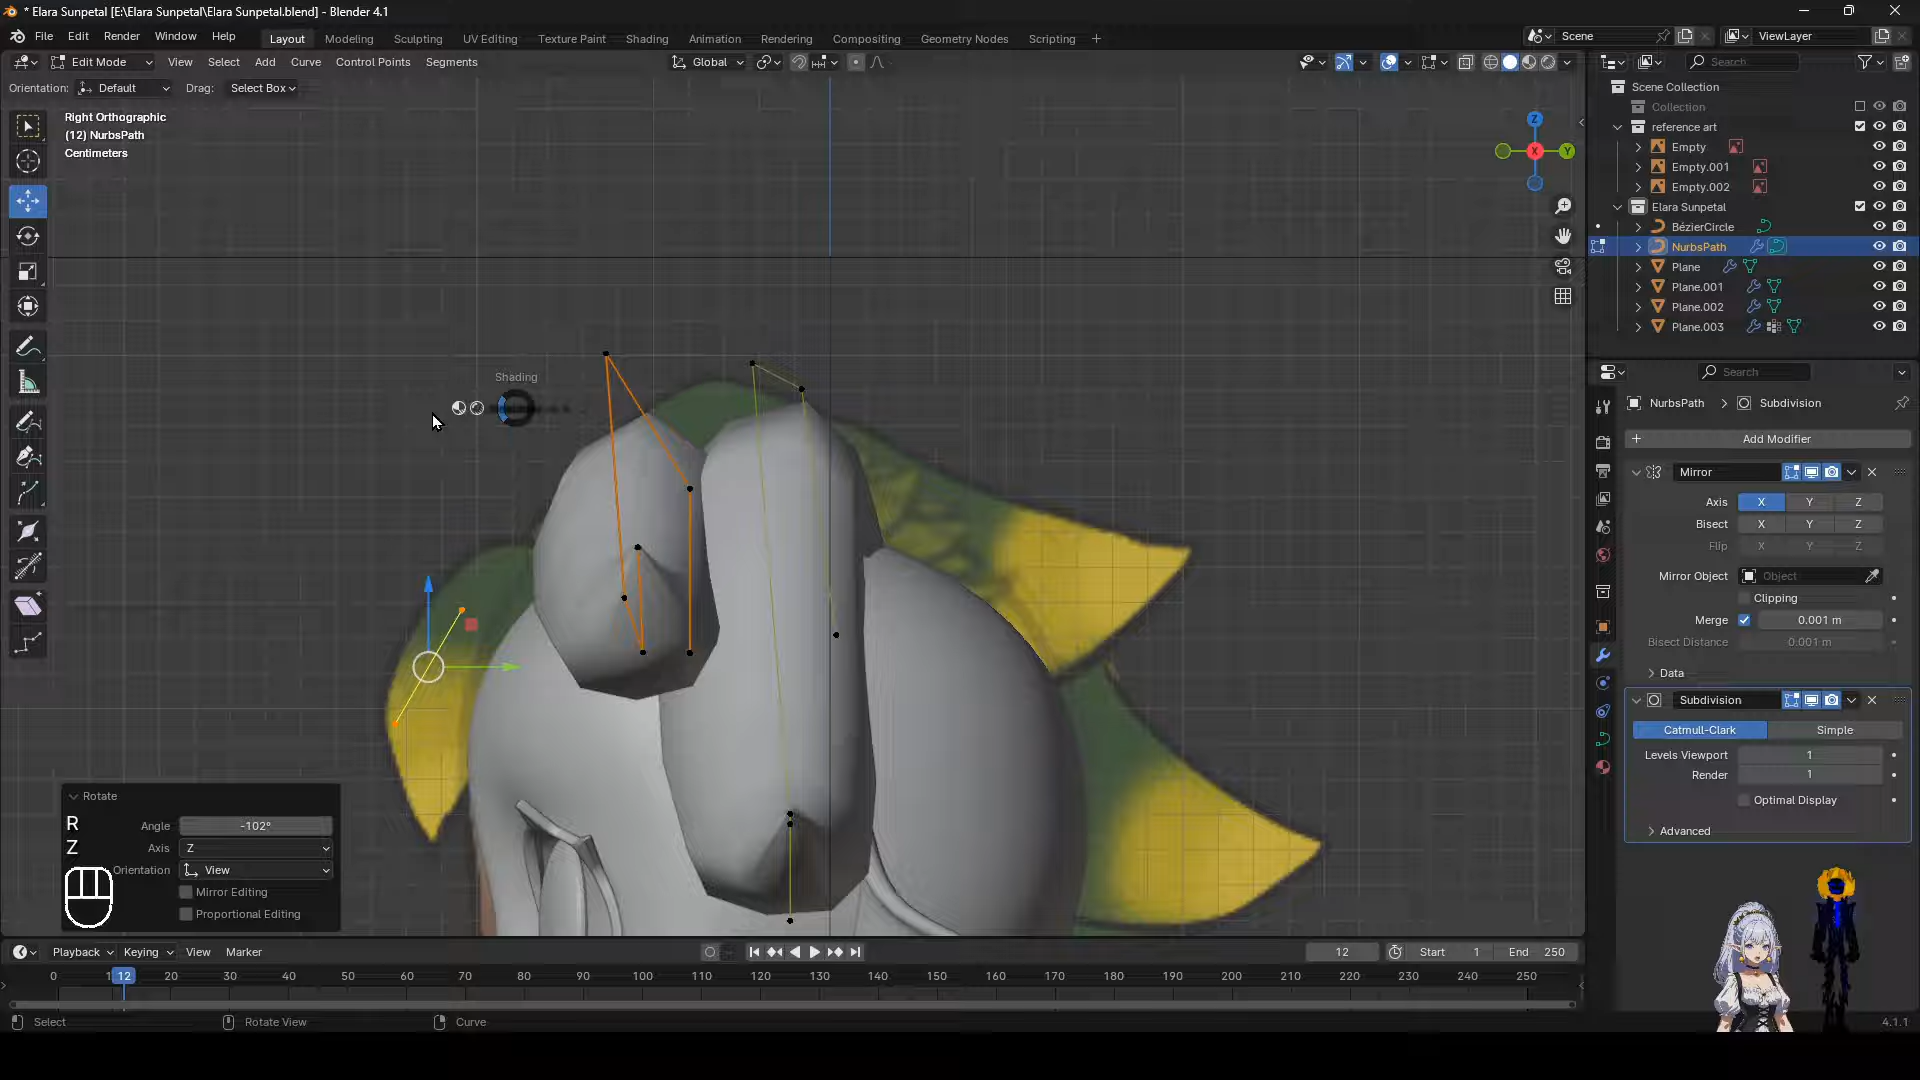 * Elara Sunpetal [E:\Elara Sunpetal\Elara Sunpetal.blend] - Blender 4.1
File Edit Render Window Help
Layout Modeling Sculpting UV Editing Texture Paint Shading Animation Rendering Compositing Geometry Nodes Scripting +
Scene
ViewLayer
Edit Mode View Select Add Curve Control Points Segments
Global
Search
Orientation: Default Drag: Select Box
Right Orthographic
(12) NurbsPath
Centimeters
Z
X
Y
Shading
Scene Collection
Collection
reference art
Empty
Empty.001
Empty.002
Elara Sunpetal
BézierCircle
NurbsPath
Plane
Plane.001
Plane.002
Plane.003
Search
NurbsPath > Subdivision
+ Add Modifier
Mirror
Axis X Y Z
Bisect X Y Z
Flip X Y Z
Mirror Object Object
Clipping
Merge 0.001 m
Bisect Distance 0.001 m
Data
Subdivision
Catmull-Clark Simple
Levels Viewport 1
Render 1
Optimal Display
Advanced
Rotate
R
Z
Angle -102°
Axis Z
Orientation View
Mirror Editing
Proportional Editing
Playback Keying View Marker
12 Start 1 End 250
0 1 12 20 30 40 50 60 70 80 90 100 110 120 130 140 150 160 170 180 190 200 210 220 230 240 250
Select Rotate View Curve
4.1.1